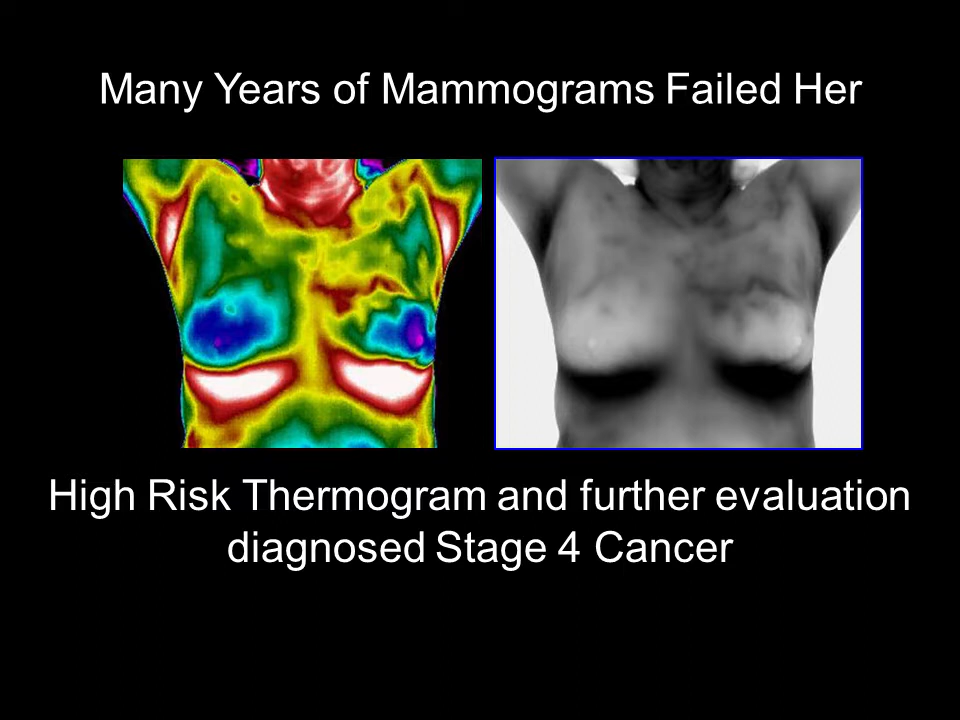 Many Years of Mammograms Failed Her
High Risk Thermogram and further evaluation
diagnosed Stage 4 Cancer